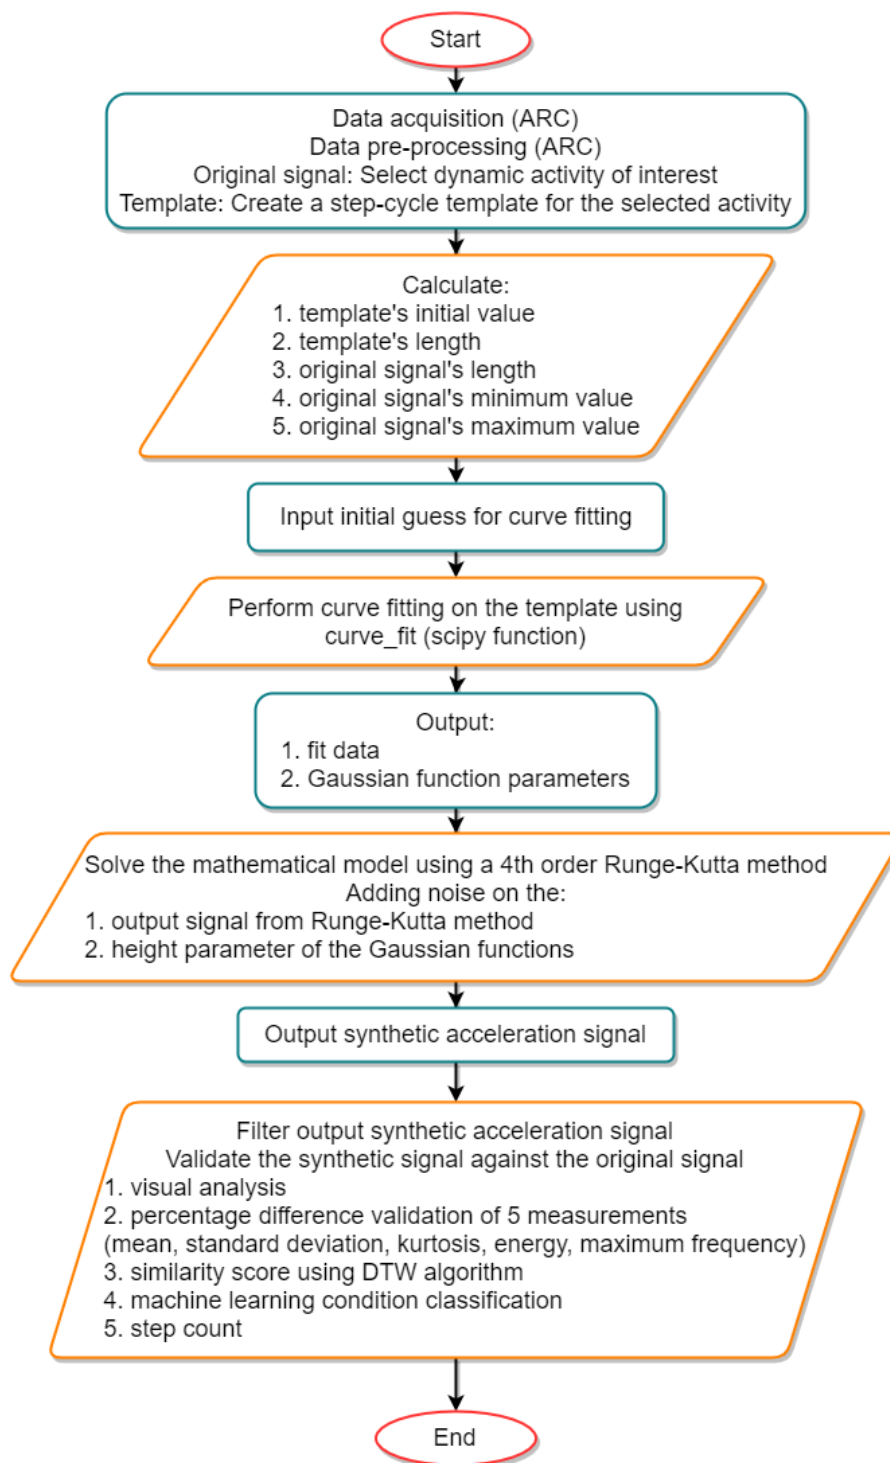 Start
Data acquisition (ARC)
Data pre-processing (ARC)
Original signal: Select dynamic activity of interest
Template: Create a step-cycle template for the selected activity
Calculate:
1. template's initial value
2. template's length
3. original signal's length
4. original signal's minimum value
5. original signal's maximum value
Input initial guess for curve fitting
Perform curve fitting on the template using
curve_fit (scipy function)
Output:
1. fit data
2. Gaussian function parameters
Solve the mathematical model using a 4th order Runge-Kutta method
Adding noise on the:
1. output signal from Runge-Kutta method
2. height parameter of the Gaussian functions
Output synthetic acceleration signal
Filter output synthetic acceleration signal
Validate the synthetic signal against the original signal
1. visual analysis
2. percentage difference validation of 5 measurements
(mean, standard deviation, kurtosis, energy, maximum frequency)
3. similarity score using DTW algorithm
4. machine learning condition classification
5. step count
End